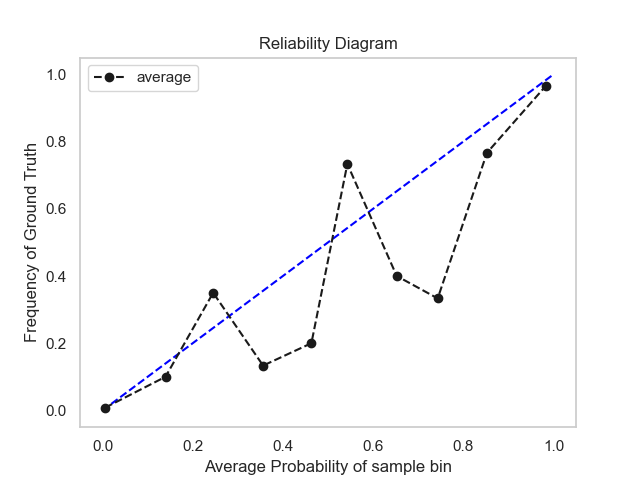 Reliability Diagram
average
1.0
0.8
0.6
0.4
0.2
0.0
Frequency of Ground Truth
0.0 0.2 0.4 0.6 0.8 1.0
Average Probability of sample bin